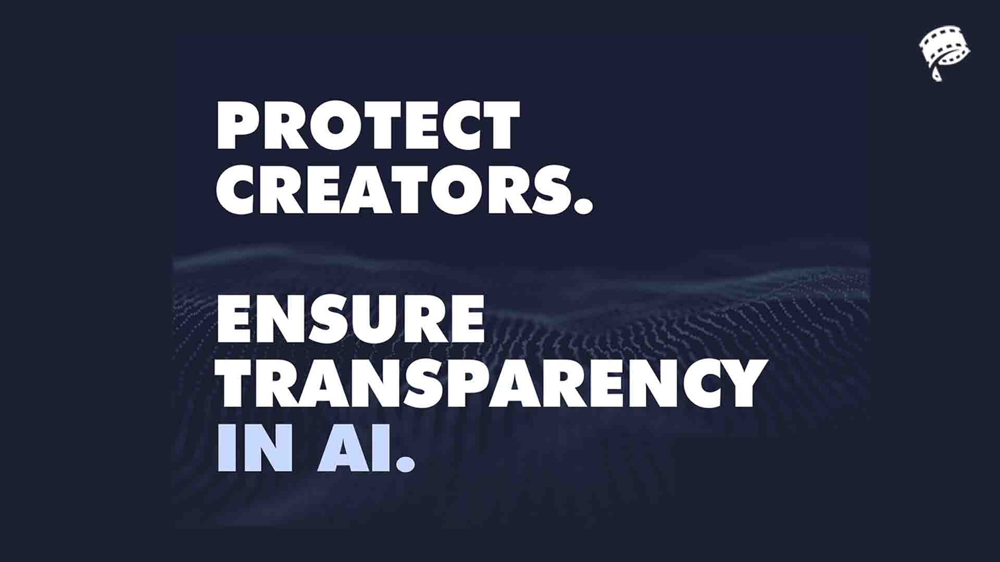 PROTECT
CREATORS.
ENSURE
TRANSPARENCY
IN AI.